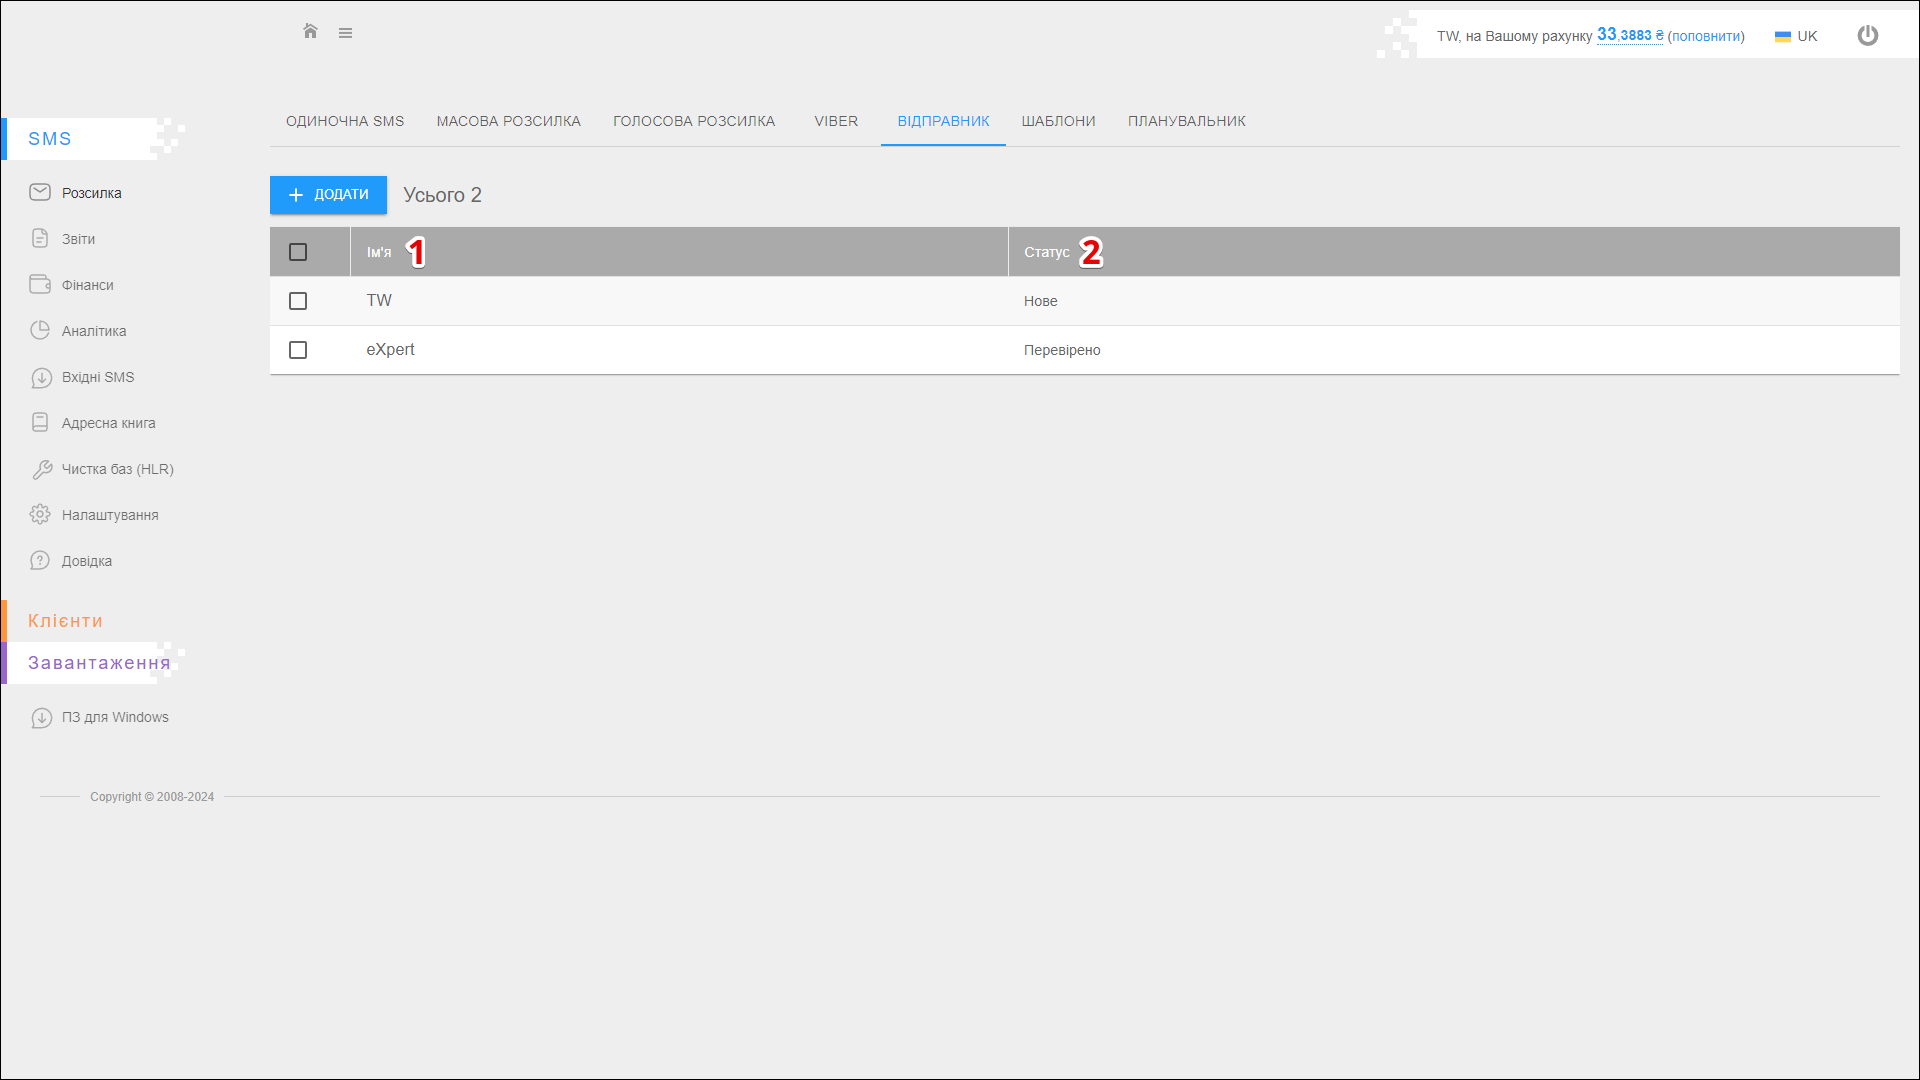 TW, на Вашому рахунку 33,3883 ₴ (поповнити)
UK
SMS
Розсилка
Звіти
Фінанси
Аналітика
Вхідні SMS
Адресна книга
Чистка баз (HLR)
Налаштування
Довідка
Клієнти
Завантаження
ПЗ для Windows
ОДИНОЧНА SMS
МАСОВА РОЗСИЛКА
ГОЛОСОВА РОЗСИЛКА
VIBER
ВІДПРАВНИК
ШАБЛОНИ
ПЛАНУВАЛЬНИК
ДОДАТИ
Усього 2
Ім'я 1
Статус 2
TW
Нове
eXpert
Перевірено
Copyright © 2008-2024